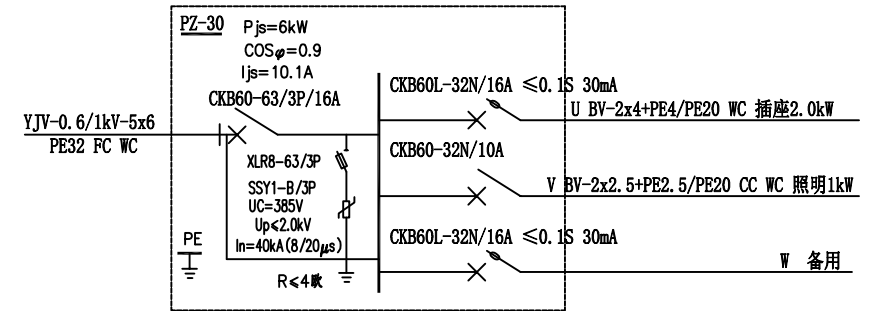 PZ-30
Pjs=6kW
COSφ=0.9
Ijs=10.1A
CKB60-63/3P/16A
YJV-0.6/1kV-5x6
PE32 FC WC
XLR8-63/3P
SSY1-B/3P
UC=385V
Up≤2.0kV
In=40kA(8/20μs)
R≤4欧
PE
CKB60L-32N/16A ≤0.1S 30mA
U BV-2x4+PE4/PE20 WC 插座2.0kW
CKB60-32N/10A
V BV-2x2.5+PE2.5/PE20 CC WC 照明1kW
CKB60L-32N/16A ≤0.1S 30mA
W 备用